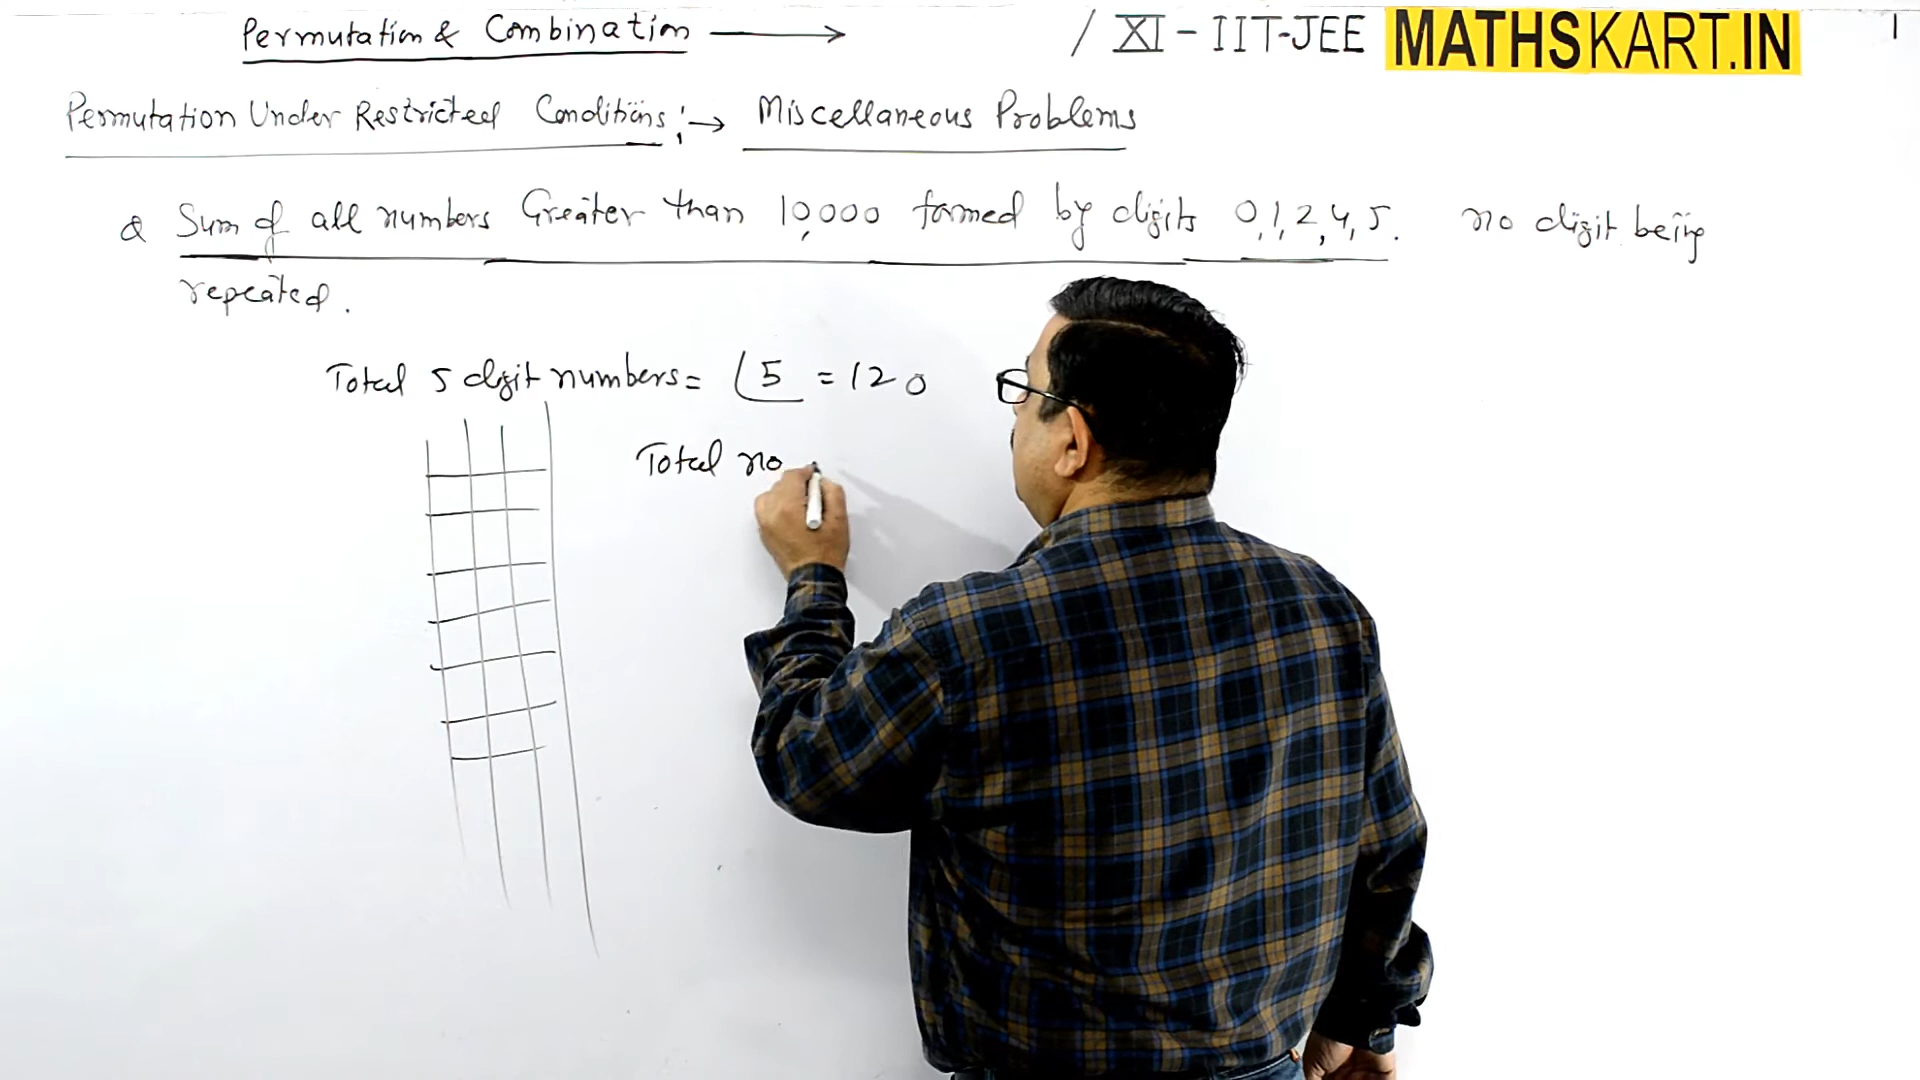 Permutation & Combination ⟶ / XI - IIT-JEE MATHSKART.IN 1
Permutation Under Restricted Conditions :→ Miscellaneous Problems
Q Sum of all numbers Greater than 10,000 formed by digits 0,1,2,4,5. no digit being
repeated.
Total 5 digit numbers = ⌊5 = 120
Total no